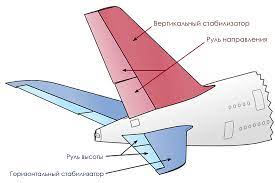 Вертикальный стабилизатор
Руль направления
Руль высоты
Горизонтальный стабилизатор